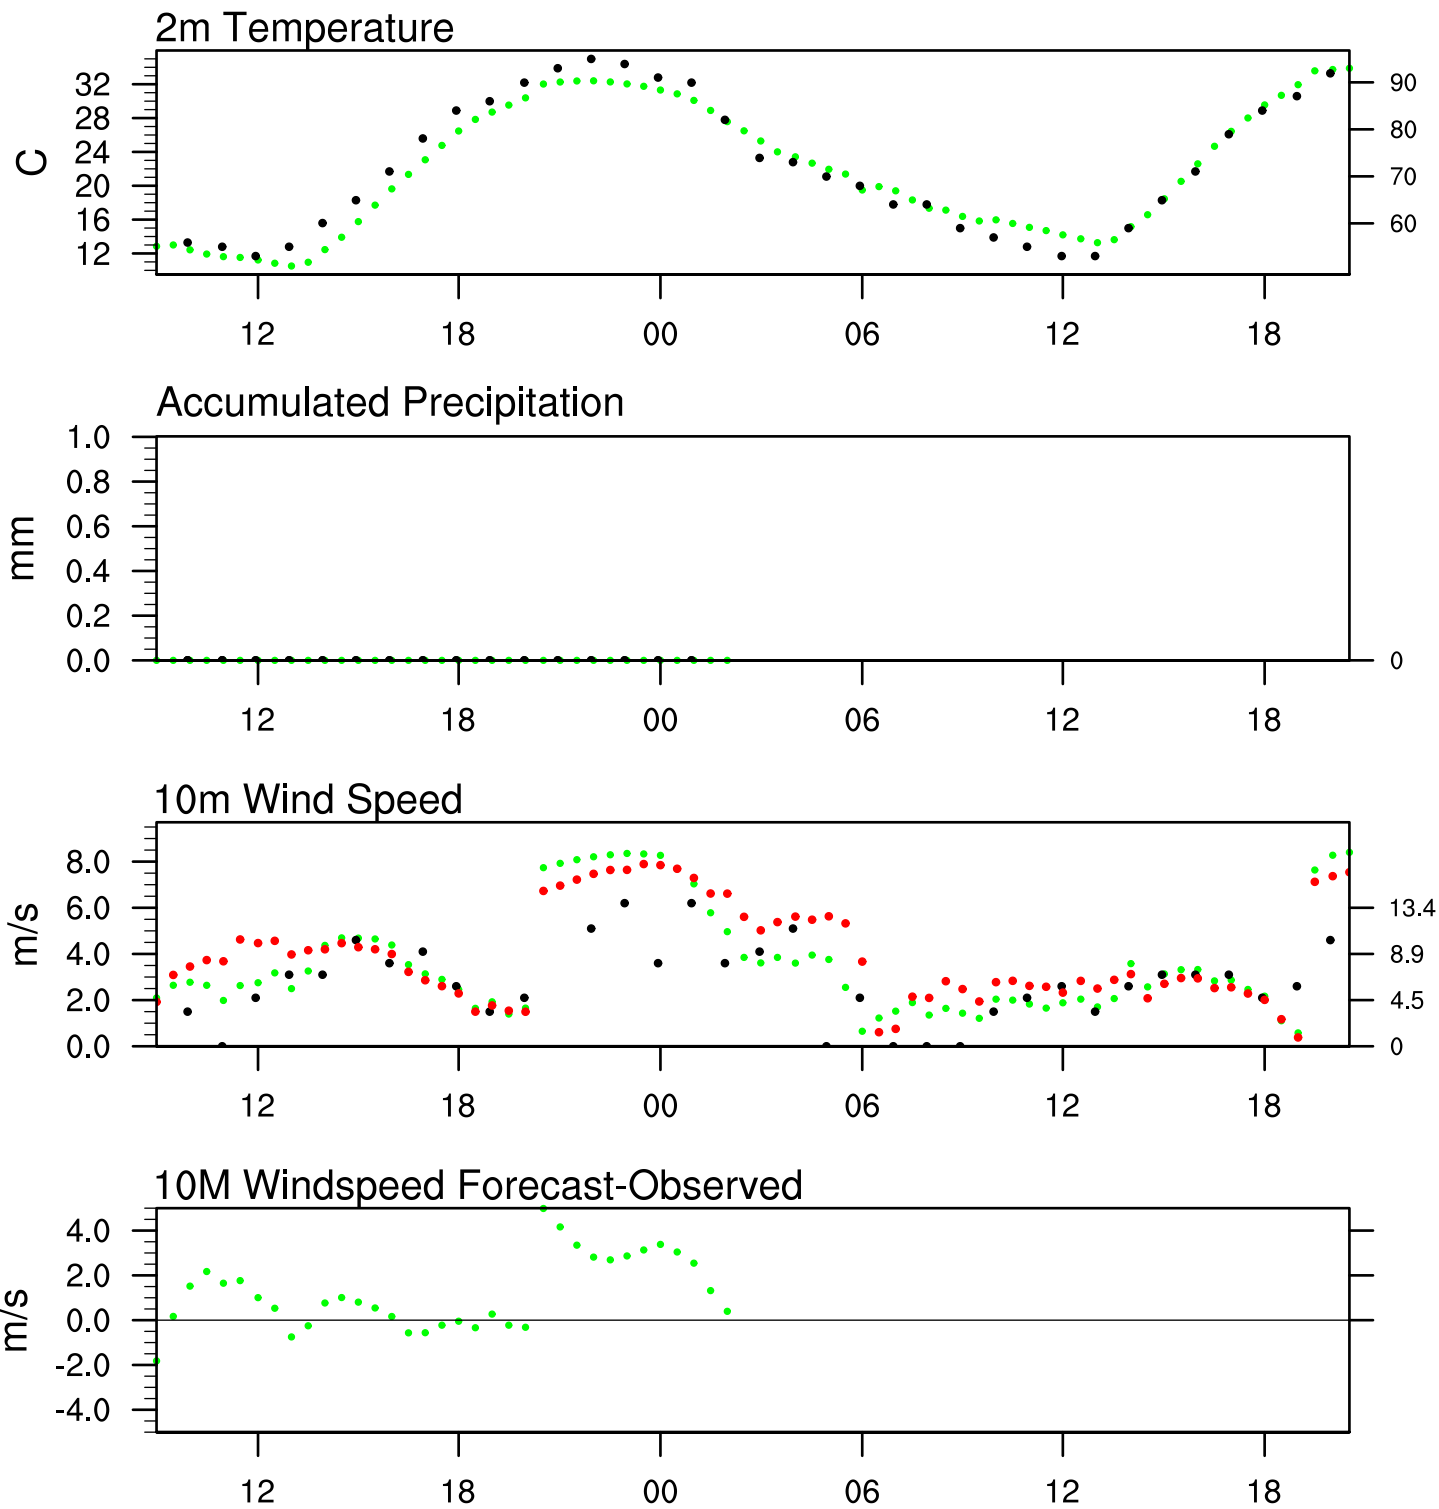 2m Temperature
C
32
28
24
20
16
12
90
80
70
60
12 18 00 06 12 18
Accumulated Precipitation
mm
1.0
0.8
0.6
0.4
0.2
0.0
0
12 18 00 06 12 18
10m Wind Speed
m/s
8.0
6.0
4.0
2.0
0.0
13.4
8.9
4.5
0
12 18 00 06 12 18
10M Windspeed Forecast-Observed
m/s
4.0
2.0
0.0
-2.0
-4.0
12 18 00 06 12 18